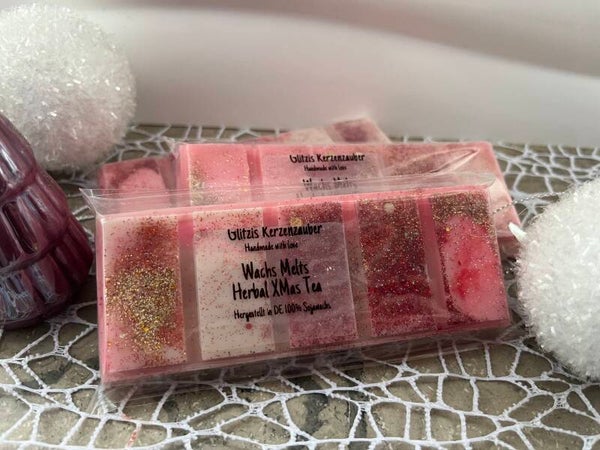 Glitzis Kerzenzauber
Handmade with Love
Wachs Melts
Glitzis Kerzenzauber
Handmade with Love
Wachs Melts
Herbal XMas Tea
Hergestellt in DE 100% Sojawachs